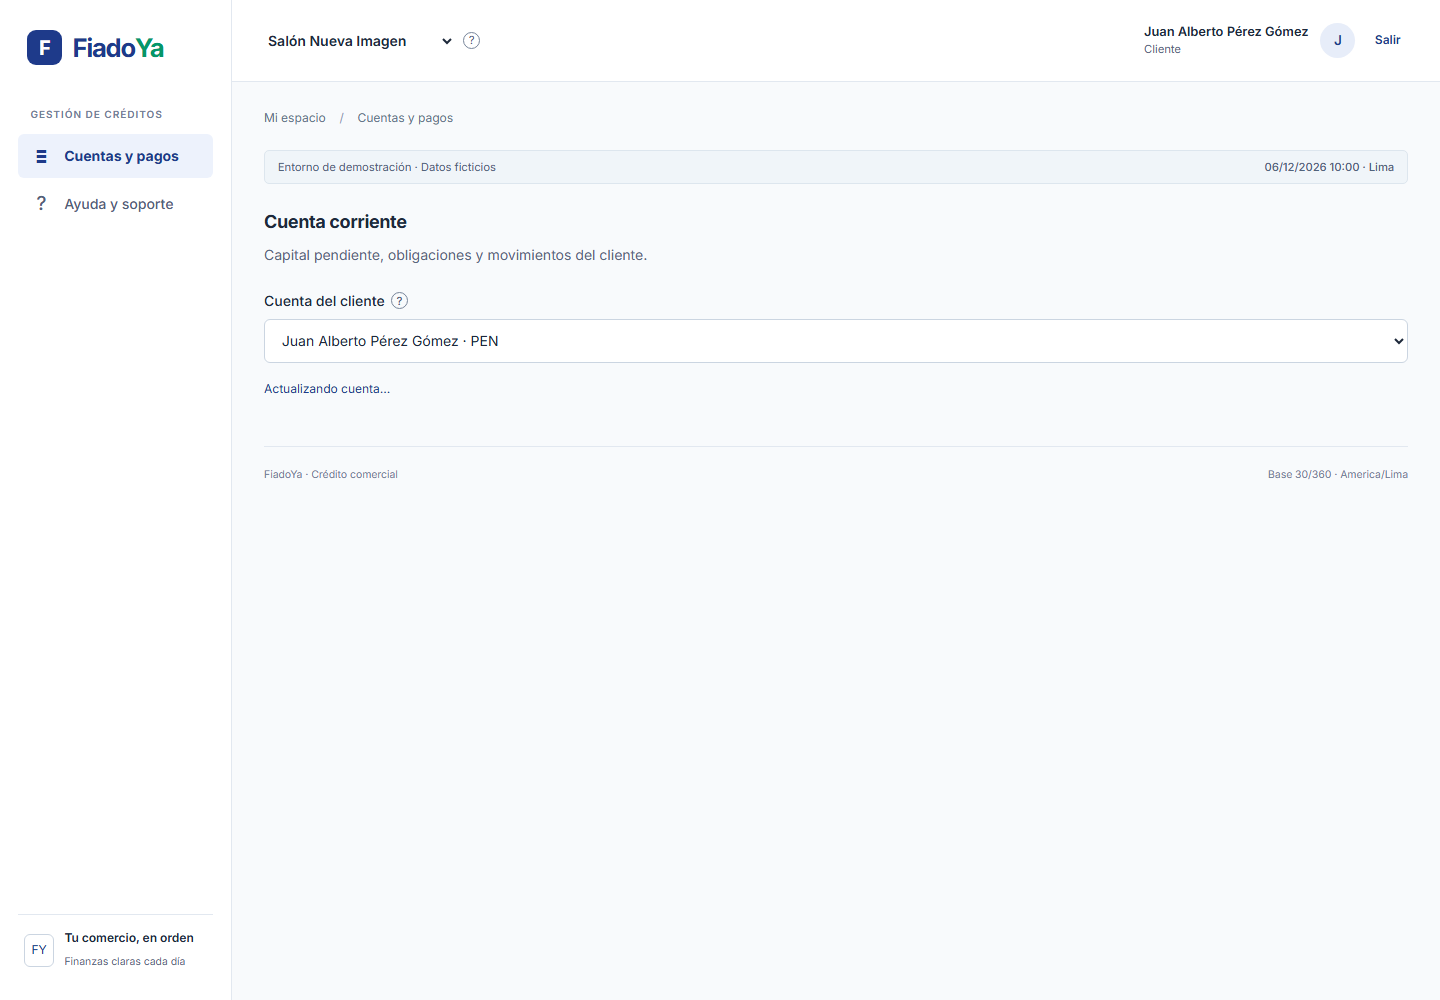 F FiadoYa
GESTIÓN DE CRÉDITOS
Cuentas y pagos
? Ayuda y soporte
FY
Tu comercio, en orden
Finanzas claras cada día
Salón Nueva Imagen ?
Juan Alberto Pérez Gómez
Cliente
J
Salir
Mi espacio / Cuentas y pagos
Entorno de demostración · Datos ficticios
06/12/2026 10:00 · Lima
Cuenta corriente
Capital pendiente, obligaciones y movimientos del cliente.
Cuenta del cliente ?
Juan Alberto Pérez Gómez · PEN
Actualizando cuenta...
FiadoYa · Crédito comercial
Base 30/360 · America/Lima